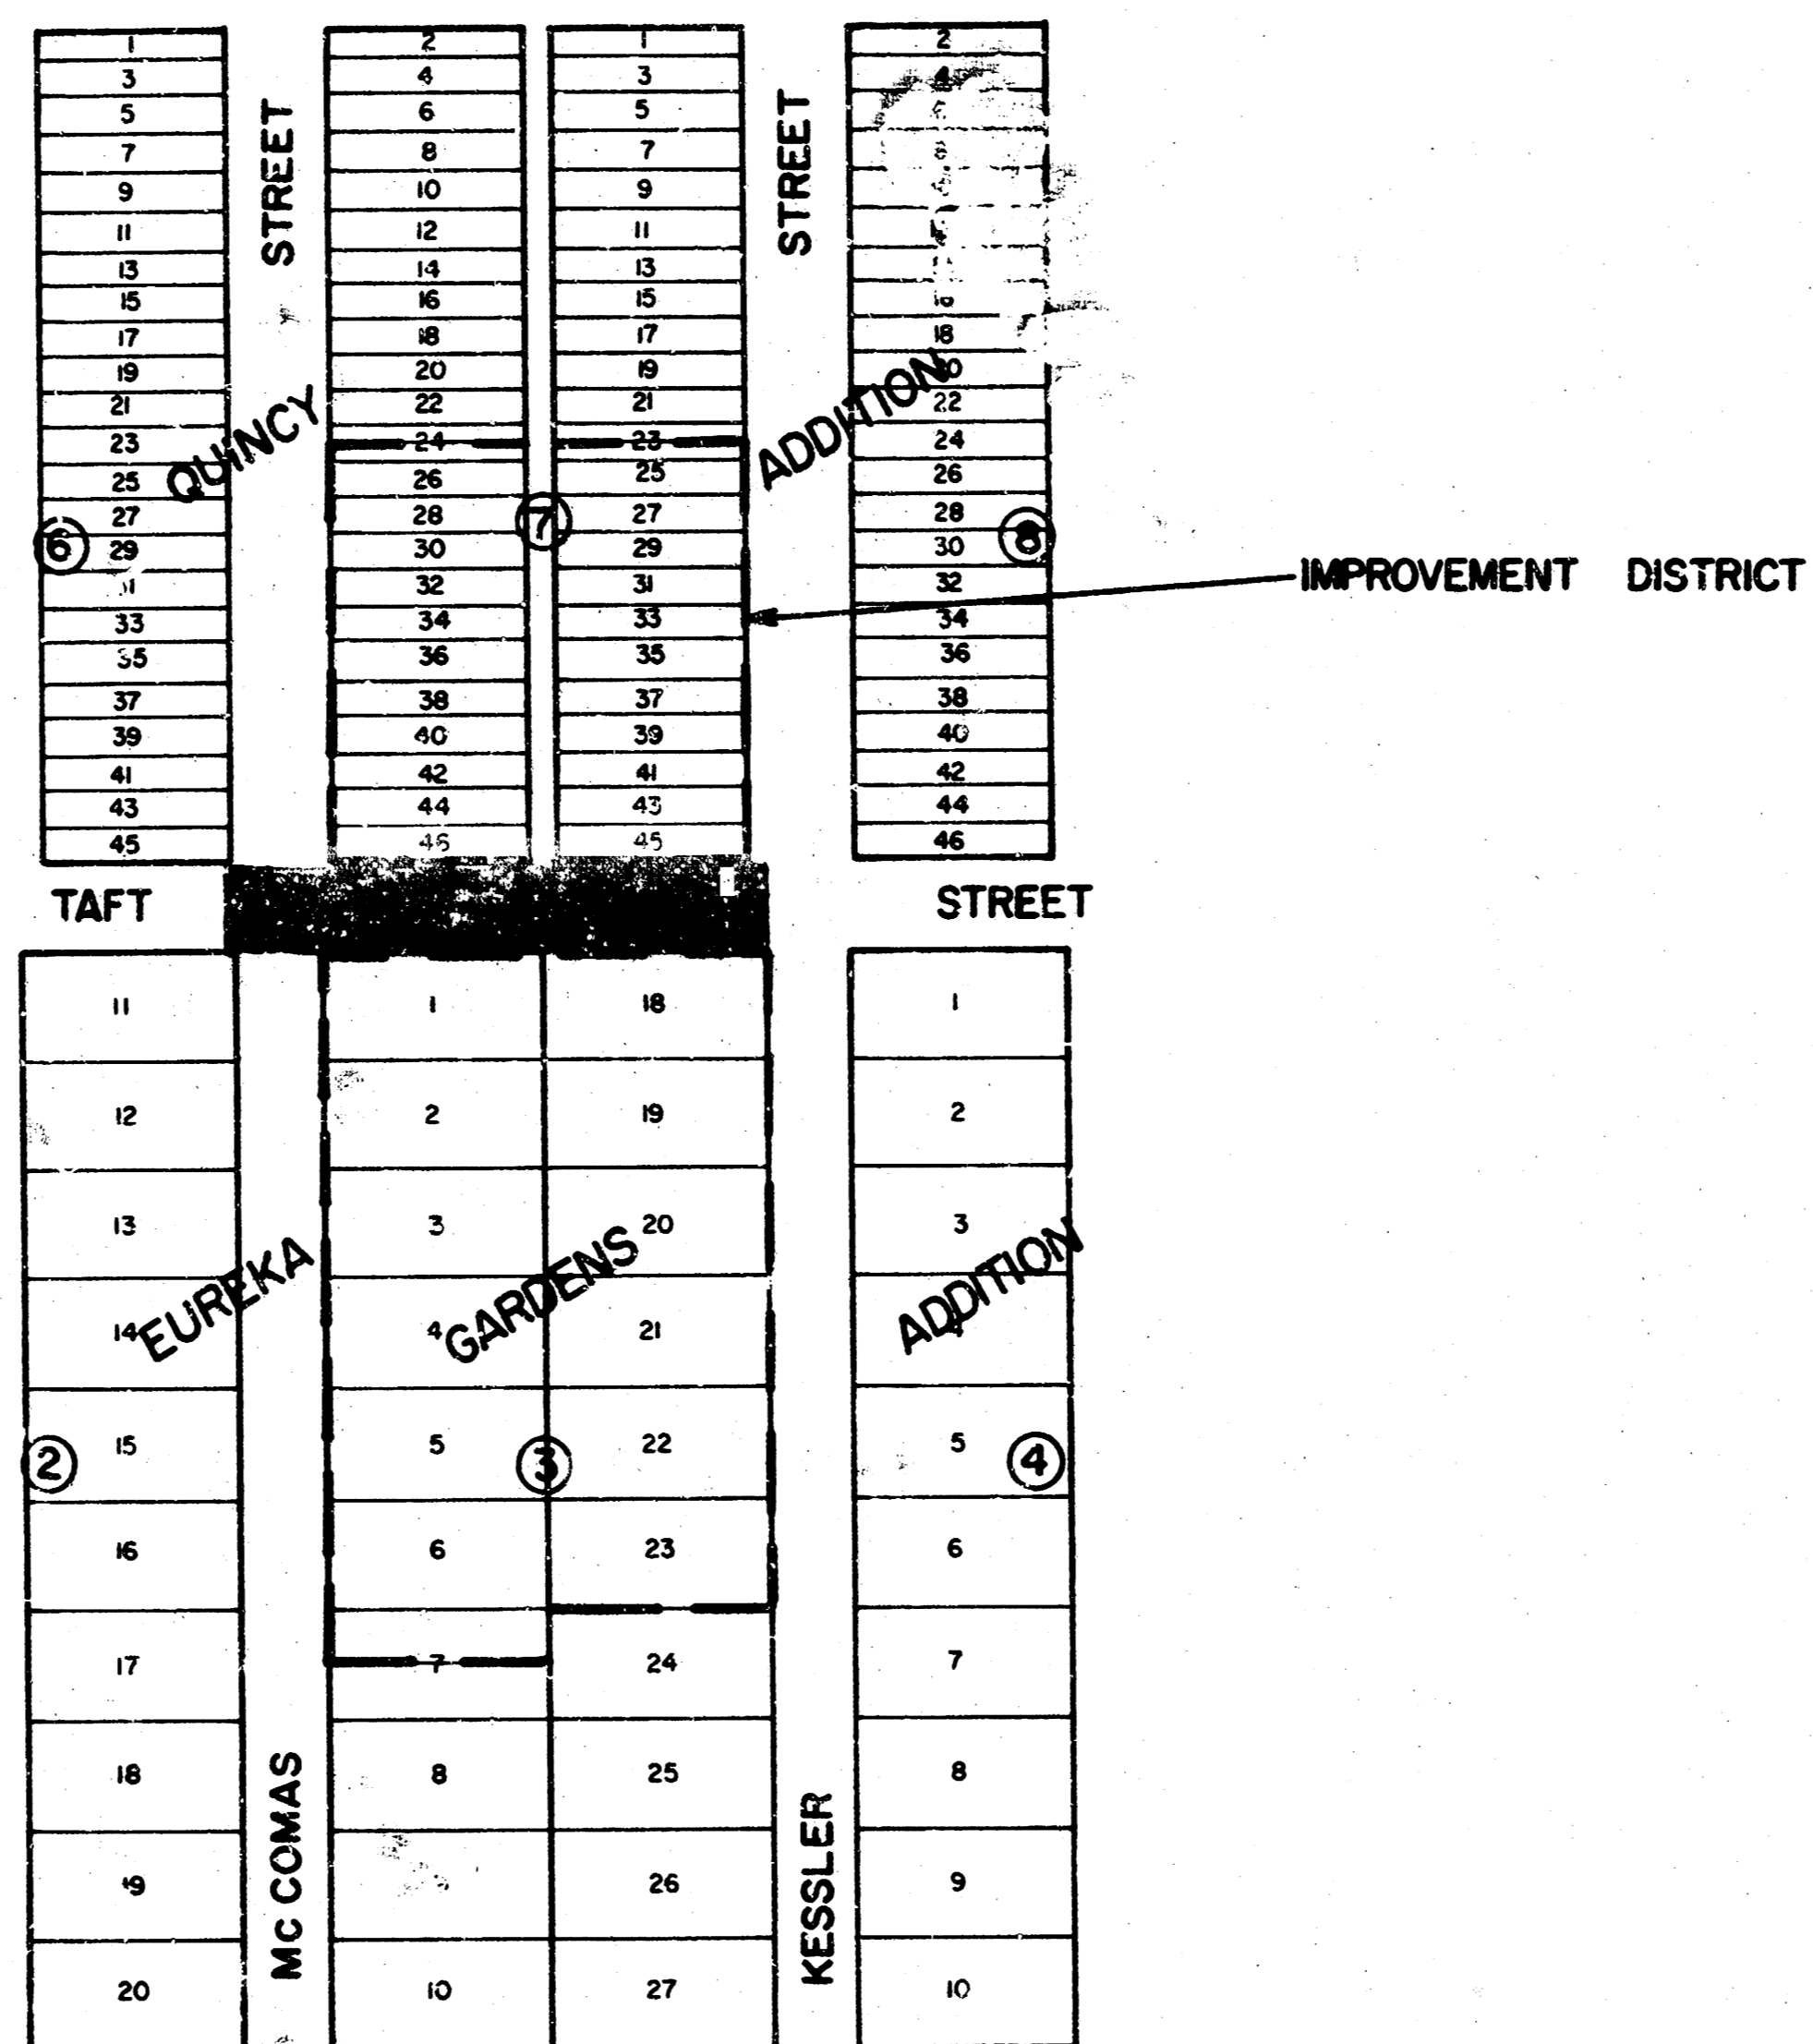 1 2 1 2
3 4 3 4
5 6 5
7 8 7
9 10 9
11 12 11
13 14 13
15 16 15
17 18 17 18
19 20 19
21 22 21 22
23 24 23 24
25 26 25 26
27 28 27 28
29 30 29 30
32 31 32
33 34 33 34
35 36 35 36
37 38 37 38
39 40 39 40
41 42 41 42
43 44 43 44
45 46 45 46
STREET
STREET
QUINCY ADDITION
6 7 8
IMPROVEMENT DISTRICT
TAFT STREET
11 1 18 1
12 2 19 2
13 3 20 3
14 4 21
15 5 22 5
16 6 23 6
17 7 24 7
18 8 25 8
19 26 9
20 10 27 10
EUREKA GARDENS ADDITION
2 3 4
MC COMAS
KESSLER